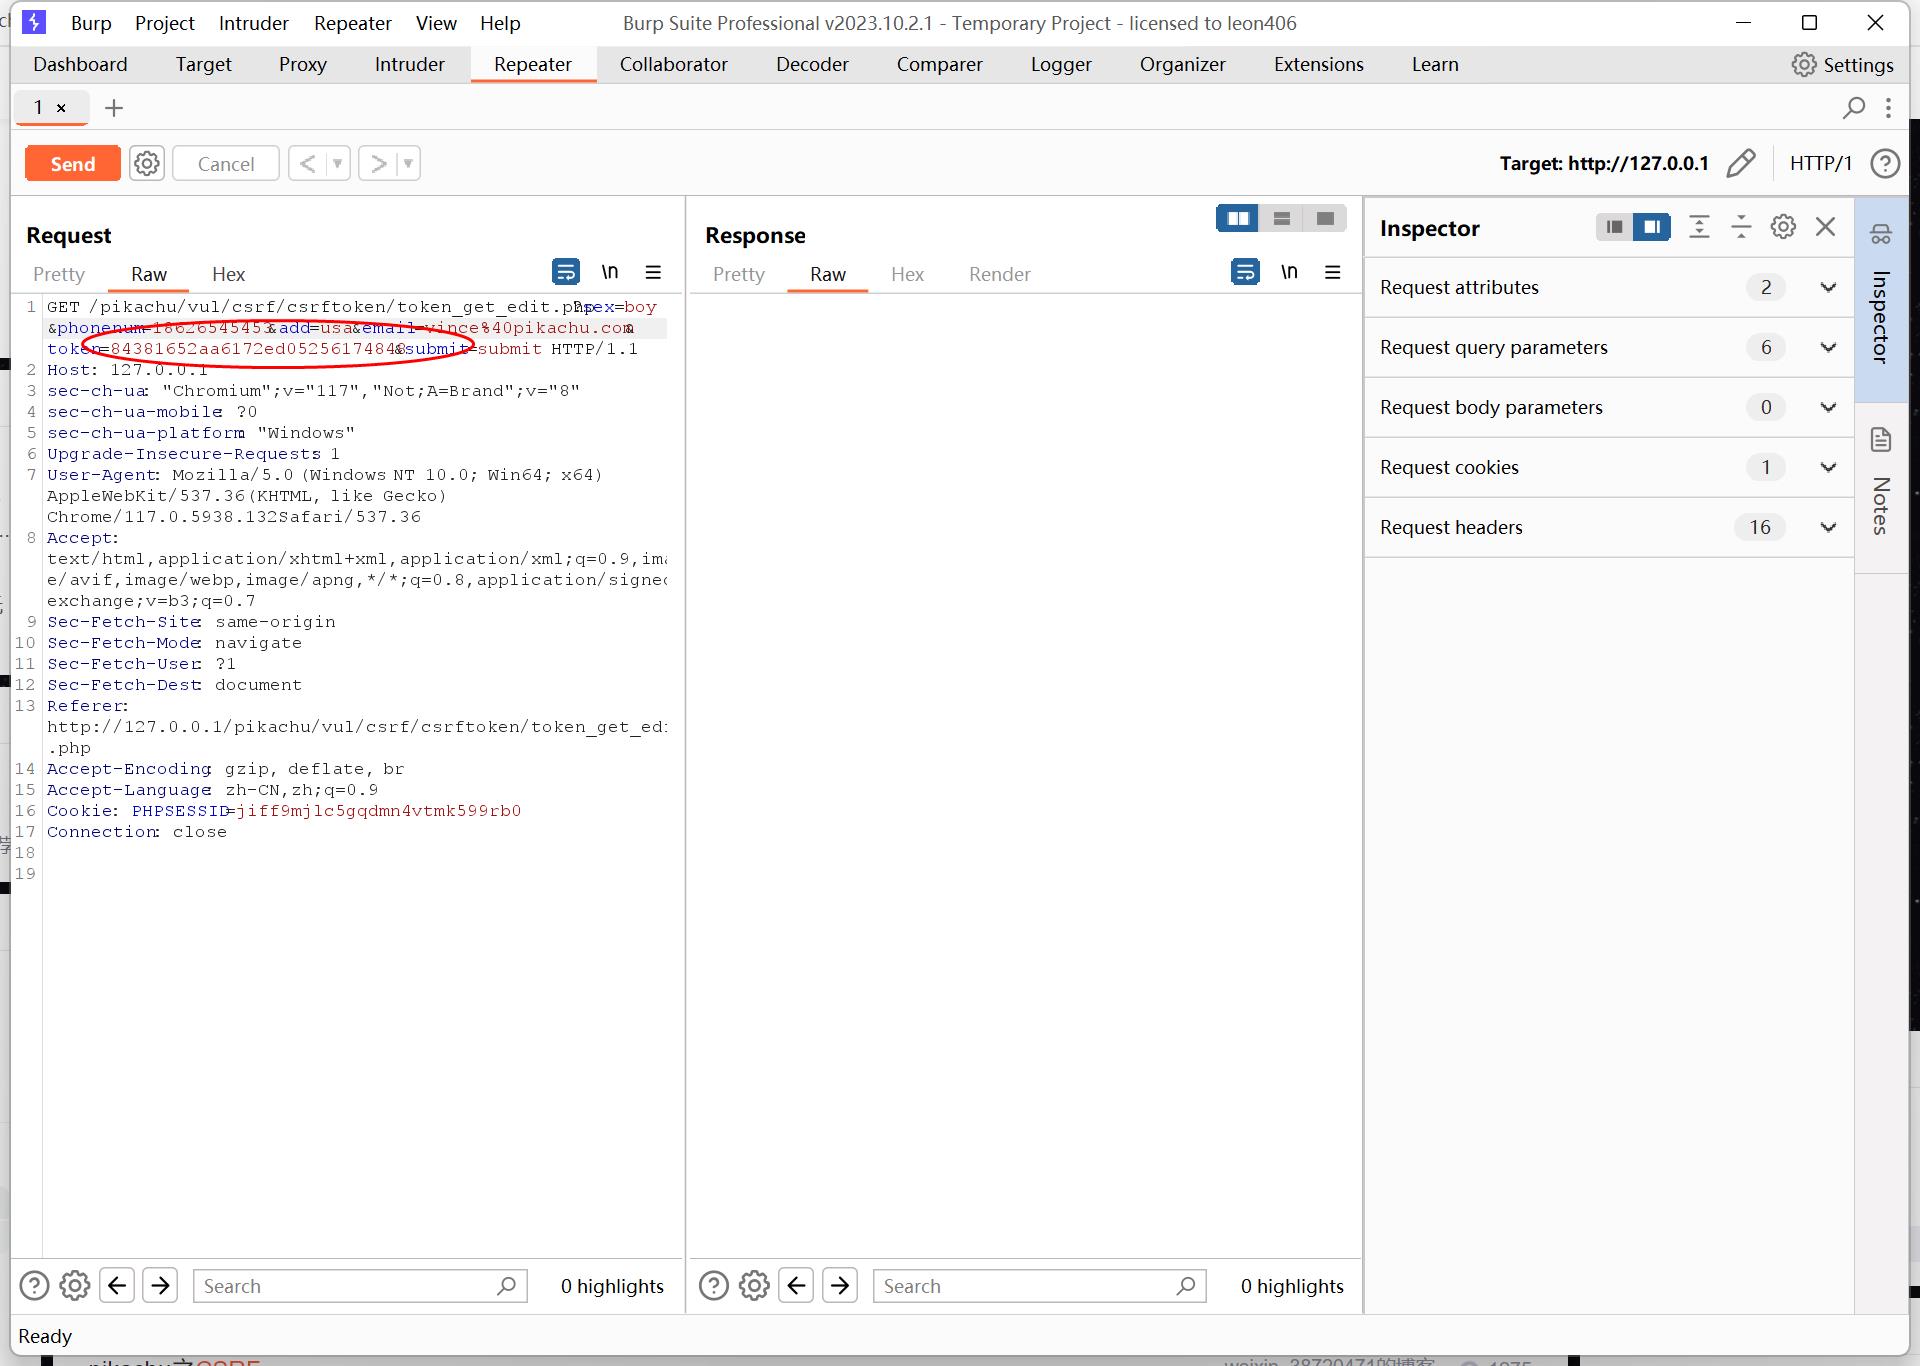 Burp Project Intruder Repeater View Help Burp Suite Professional v2023.10.2.1 - Temporary Project - licensed to leon406
Dashboard Target Proxy Intruder Repeater Collaborator Decoder Comparer Logger Organizer Extensions Learn Settings
1 × +
Send Cancel < > Target: http://127.0.0.1 HTTP/1
Request
Pretty Raw Hex \n
1 GET /pikachu/vul/csrf/csrftoken/token_get_edit.php?sex=boy
&phonenum=18626545453&add=usa&email=vince%40pikachu.com&
token=84381652aa6172ed05256174848&submit=submit HTTP/1.1
2 Host: 127.0.0.1
3 sec-ch-ua: "Chromium";v="117","Not;A=Brand";v="8"
4 sec-ch-ua-mobile: ?0
5 sec-ch-ua-platform: "Windows"
6 Upgrade-Insecure-Requests: 1
7 User-Agent: Mozilla/5.0 (Windows NT 10.0; Win64; x64)
AppleWebKit/537.36(KHTML, like Gecko)
Chrome/117.0.5938.132Safari/537.36
8 Accept:
text/html,application/xhtml+xml,application/xml;q=0.9,ima
e/avif,image/webp,image/apng,*/*;q=0.8,application/signed
exchange;v=b3;q=0.7
9 Sec-Fetch-Site: same-origin
10 Sec-Fetch-Mode: navigate
11 Sec-Fetch-User: ?1
12 Sec-Fetch-Dest: document
13 Referer:
http://127.0.0.1/pikachu/vul/csrf/csrftoken/token_get_edi
.php
14 Accept-Encoding: gzip, deflate, br
15 Accept-Language: zh-CN,zh;q=0.9
16 Cookie: PHPSESSID=jiff9mjlc5gqdmn4vtmk599rb0
17 Connection: close
18
19
Search 0 highlights
Response
Pretty Raw Hex Render \n
Search 0 highlights
Inspector
Request attributes 2
Request query parameters 6
Request body parameters 0
Request cookies 1
Request headers 16
Inspector
Notes
Ready